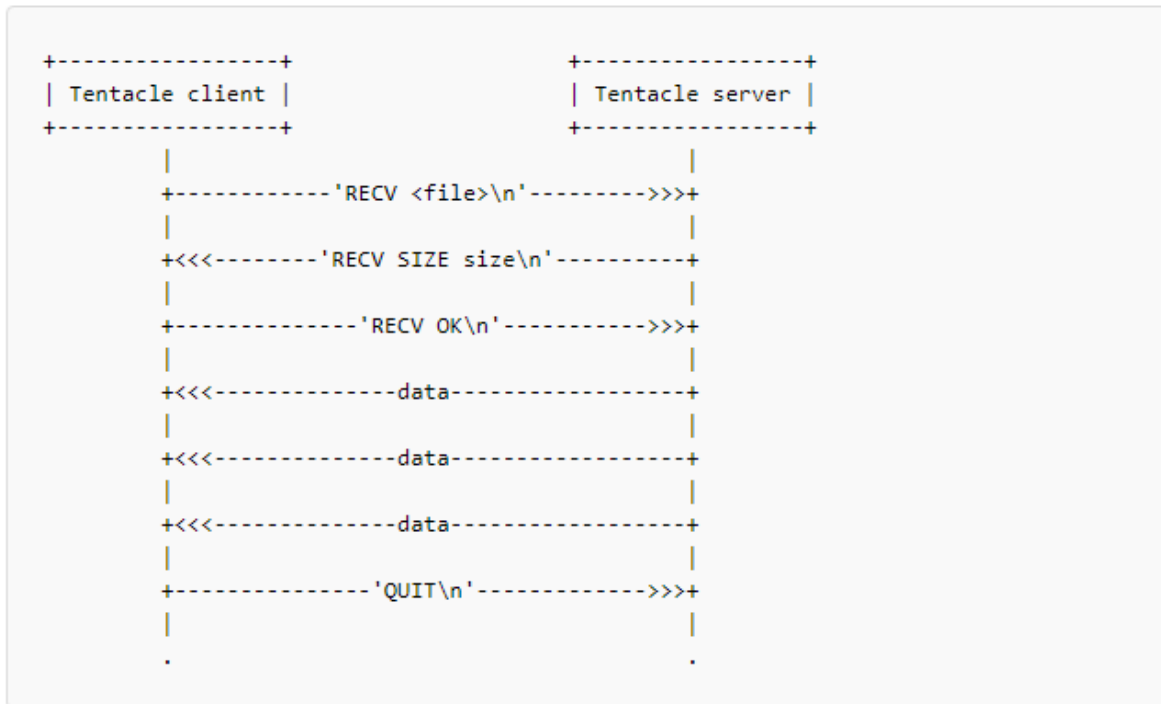 +-----------------+                     +-----------------+
| Tentacle client |                     | Tentacle server |
+-----------------+                     +-----------------+
         |                                       |
         +------------'RECV <file>\n'--------->>>+
         |                                       |
         +<<<--------'RECV SIZE size\n'----------+
         |                                       |
         +--------------'RECV OK\n'----------->>>+
         |                                       |
         +<<<--------------data------------------+
         |                                       |
         +<<<--------------data------------------+
         |                                       |
         +<<<--------------data------------------+
         |                                       |
         +---------------'QUIT\n'------------->>>+
         |                                       |
         .                                       .